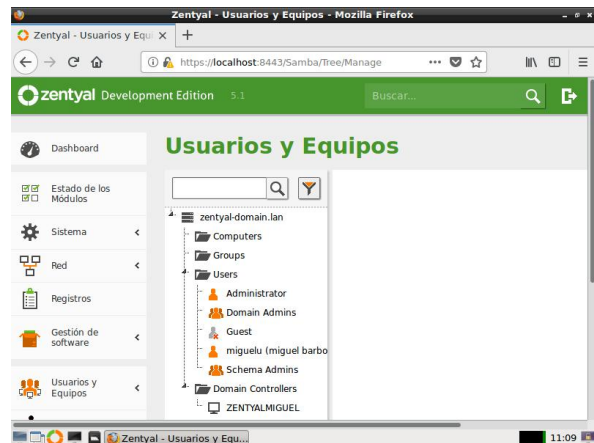 Zentyal - Usuarios y Equipos - Mozilla Firefox
Zentyal - Usuarios y Equi
https://localhost:8443/Samba/Tree/Manage
zentyal Development Edition 5.1
Buscar...
Usuarios y Equipos
Dashboard
Estado de los
Módulos
Sistema
Red
Registros
Gestión de
software
Usuarios y
Equipos
zentyal-domain.lan
Computers
Groups
Users
Administrator
Domain Admins
Guest
miguelu (miguel barbo
Schema Admins
Domain Controllers
ZENTYALMIGUEL
Zentyal - Usuarios y Equ...
11:09